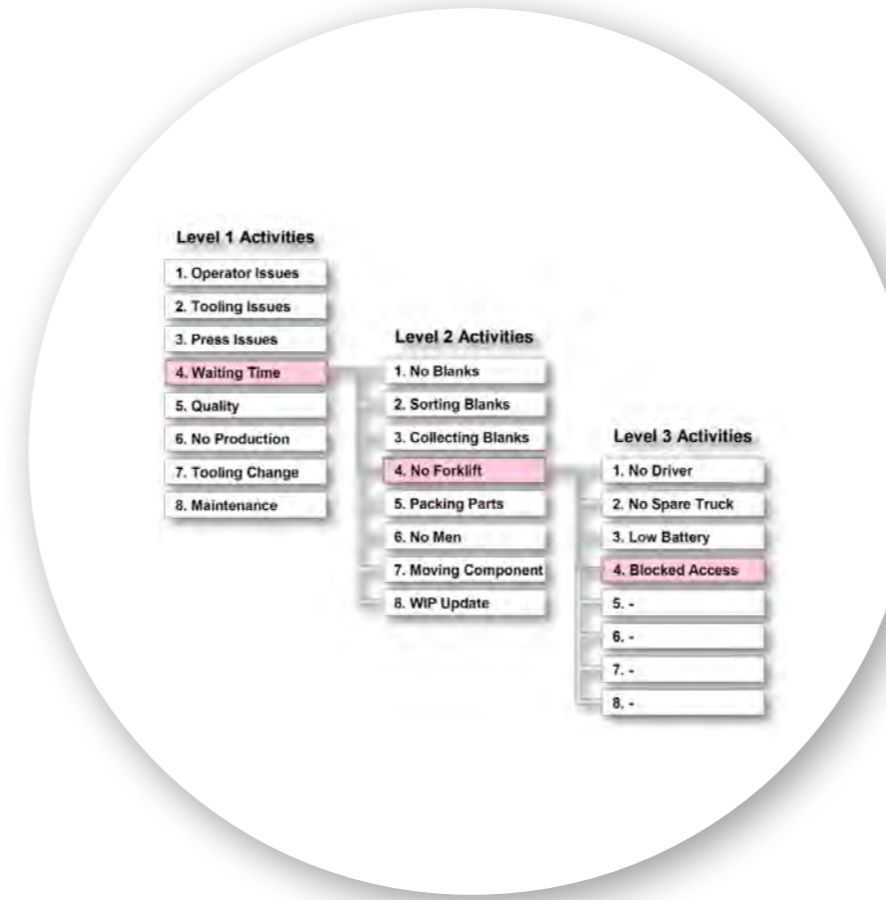 Level 1 Activities
1. Operator Issues
2. Tooling Issues
3. Press Issues
4. Waiting Time
5. Quality
6. No Production
7. Tooling Change
8. Maintenance
Level 2 Activities
1. No Blanks
2. Sorting Blanks
3. Collecting Blanks
4. No Forklift
5. Packing Parts
6. No Men
7. Moving Component
8. WIP Update
Level 3 Activities
1. No Driver
2. No Spare Truck
3. Low Battery
4. Blocked Access
5. -
6. -
7. -
8. -